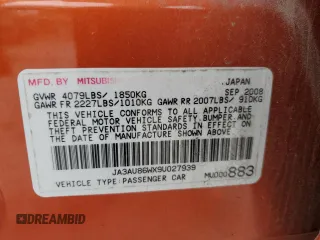 MFD. BY MITSUBIS
JAPAN
GVWR 4079LBS/ 1850KG SEP 2008
GAWR FR 2227LBS/1010KG GAWR RR 2007LBS/ 910KG
THIS VEHICLE CONFORMS TO ALL APPLICABLE
FEDERAL MOTOR VEHICLE SAFETY, BUMPER, AND
THEFT PREVENTION STANDARDS IN EFFECT ON
THE DATE OF MANUFACTURE SHOWN ABOVE.
JA3AU86WX9U027939
VEHICLE TYPE: PASSENGER CAR MU000883
DREAMBID